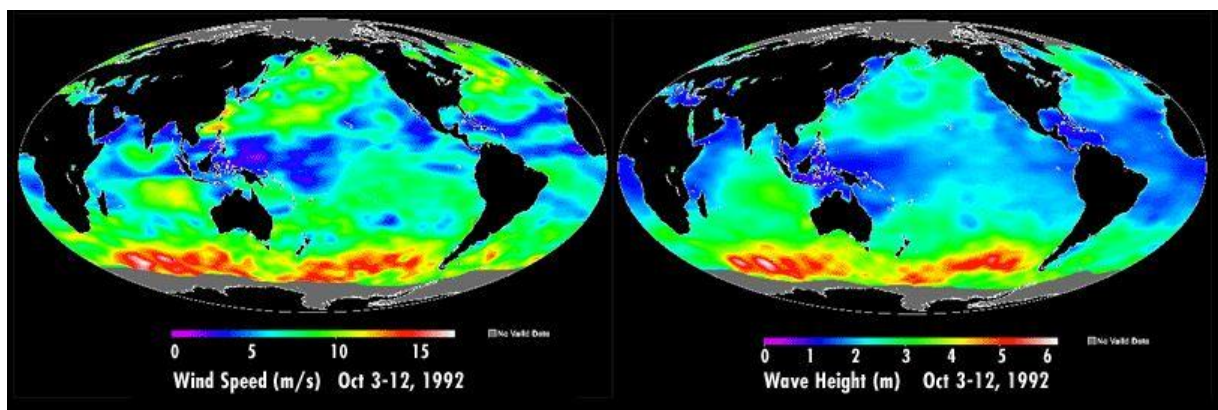 0 5 10 15
No Valid Data
Wind Speed (m/s) Oct 3-12, 1992
0 1 2 3 4 5 6
No Valid Data
Wave Height (m) Oct 3-12, 1992